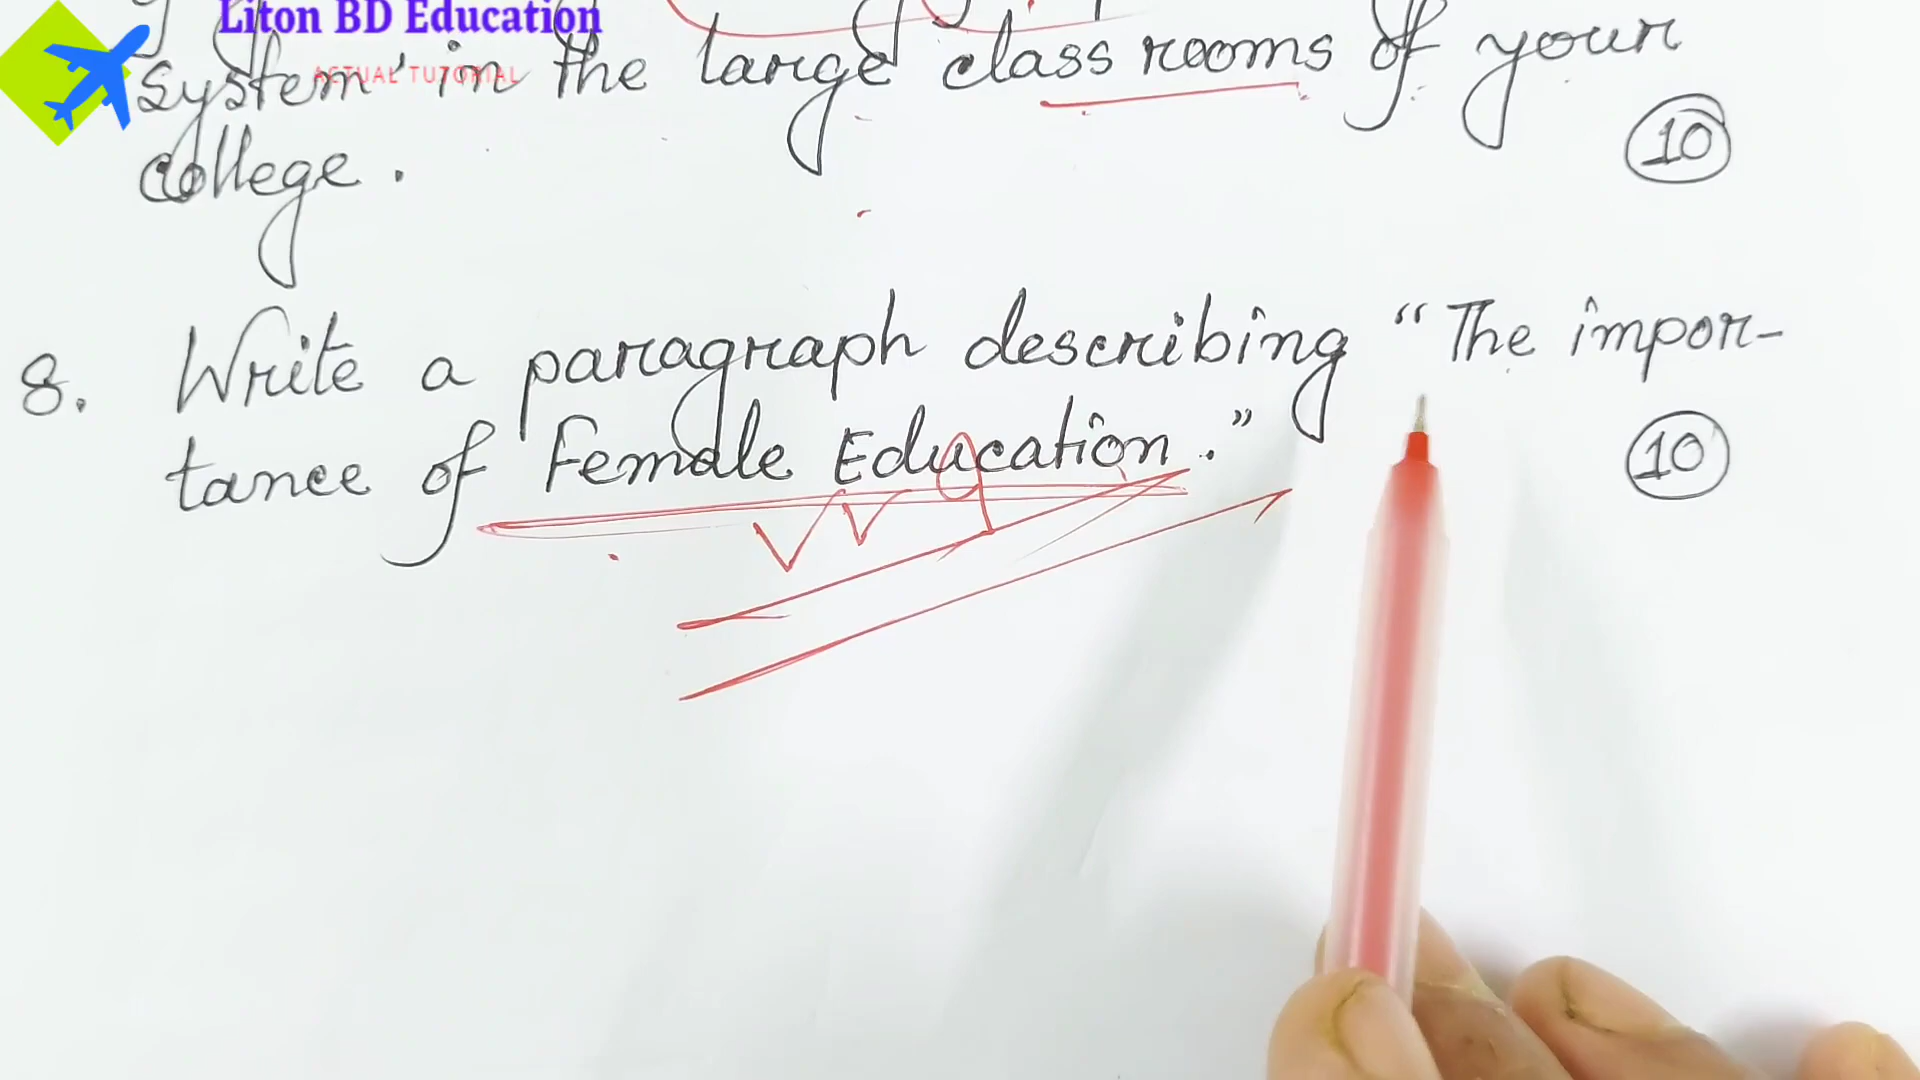 Liton BD Education
ACTUAL TUTORIAL
system' in the large class rooms of your
college. 10
8. Write a paragraph describing “The impor-
tance of Female Education.” 10